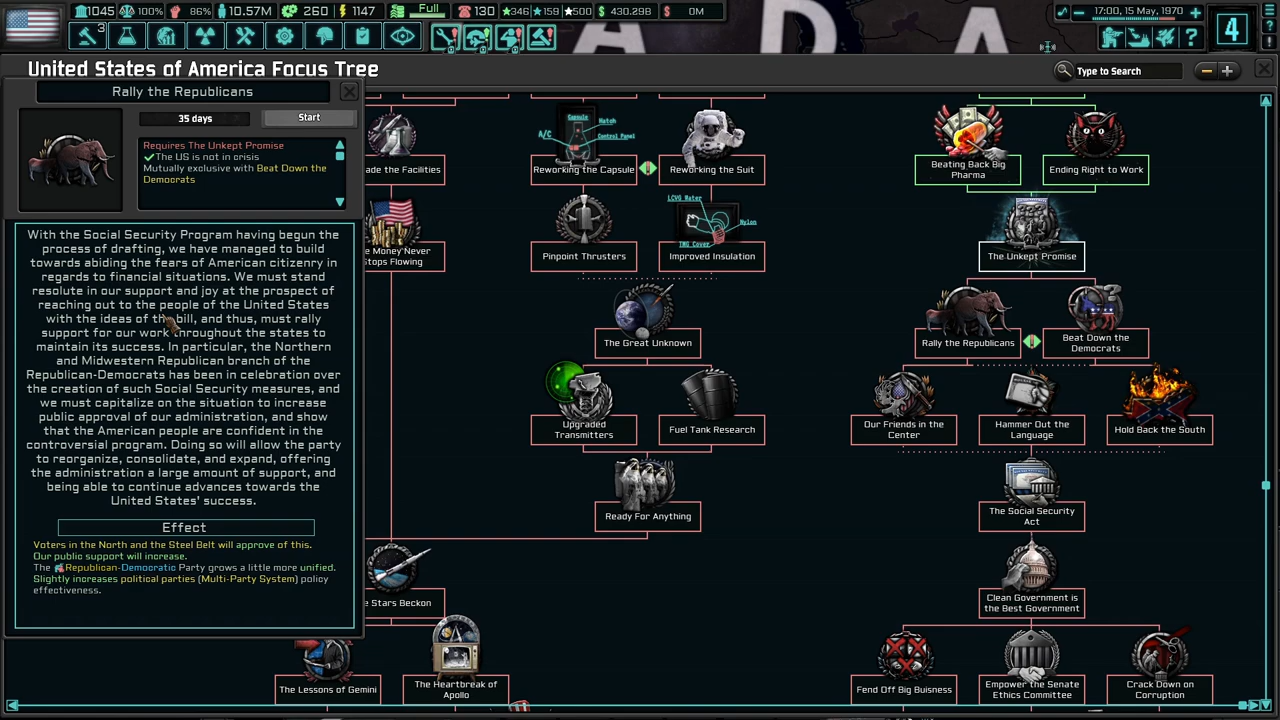 1045 100% 86% 10.57M 260 1147 Full 130 346 159 500 $ 430.29B $ 0M
17:00, 15 May, 1970
3
4
United States of America Focus Tree
Type to Search
Rally the Republicans
35 days
Start
Requires The Unkept Promise
The US is not in crisis
Mutually exclusive with Beat Down the
Democrats
With the Social Security Program having begun the
process of drafting, we have managed to build
towards abiding the fears of American citizenry in
regards to financial situations. We must stand
resolute in our support and joy at the prospect of
reaching out to the people of the United States
with the ideas of the bill, and thus, must rally
support for our work throughout the states to
maintain its success. In particular, the Northern
and Midwestern Republican branch of the
Republican-Democrats has been in celebration over
the creation of such Social Security measures, and
we must capitalize on the situation to increase
public approval of our administration, and show
that the American people are confident in the
controversial program. Doing so will allow the party
to reorganize, consolidate, and expand, offering
the administration a large amount of support, and
being able to continue advances towards the
United States' success.
Effect
Voters in the North and the Steel Belt will approve of this.
Our public support will increase.
The Republican-Democratic Party grows a little more unified.
Slightly increases political parties (Multi-Party System) policy
effectiveness.
ade the Facilities
Capsule
Hatch
A/C
Control Panel
Reworking the Capsule
Reworking the Suit
Beating Back Big
Pharma
Ending Right to Work
e Money Never
Stops Flowing
Pinpoint Thrusters
LCVG Water
Nylon
TMG Cover
Improved Insulation
The Unkept Promise
The Great Unknown
Rally the Republicans
Beat Down the
Democrats
Upgraded
Transmitters
Fuel Tank Research
Our Friends in the
Center
Hammer Out the
Language
Hold Back the South
Ready For Anything
The Social Security
Act
e Stars Beckon
Clean Government is
the Best Government
The Lessons of Gemini
The Heartbreak of
Apollo
Fend Off Big Buisness
Empower the Senate
Ethics Committee
Crack Down on
Corruption